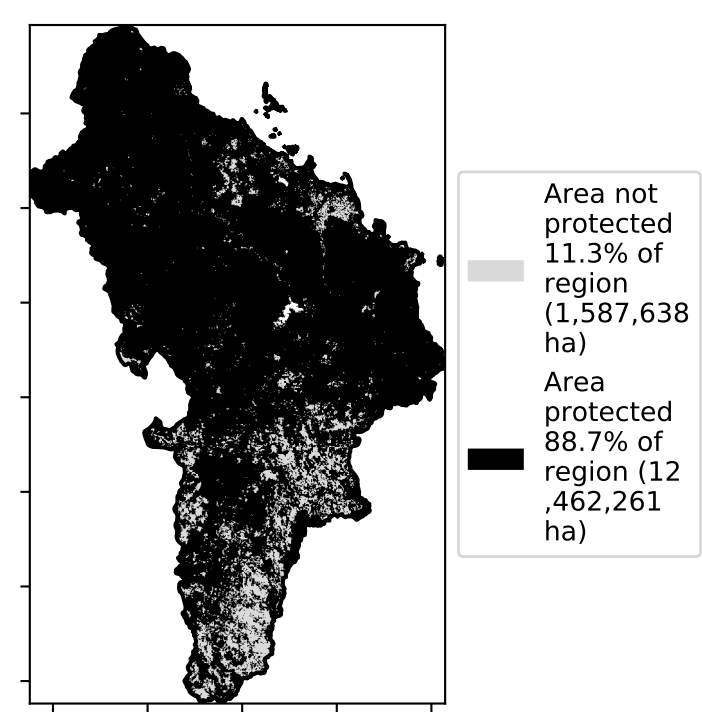 Area not
protected
11.3% of
region
(1,587,638
ha)
Area
protected
88.7% of
region (12
,462,261
ha)